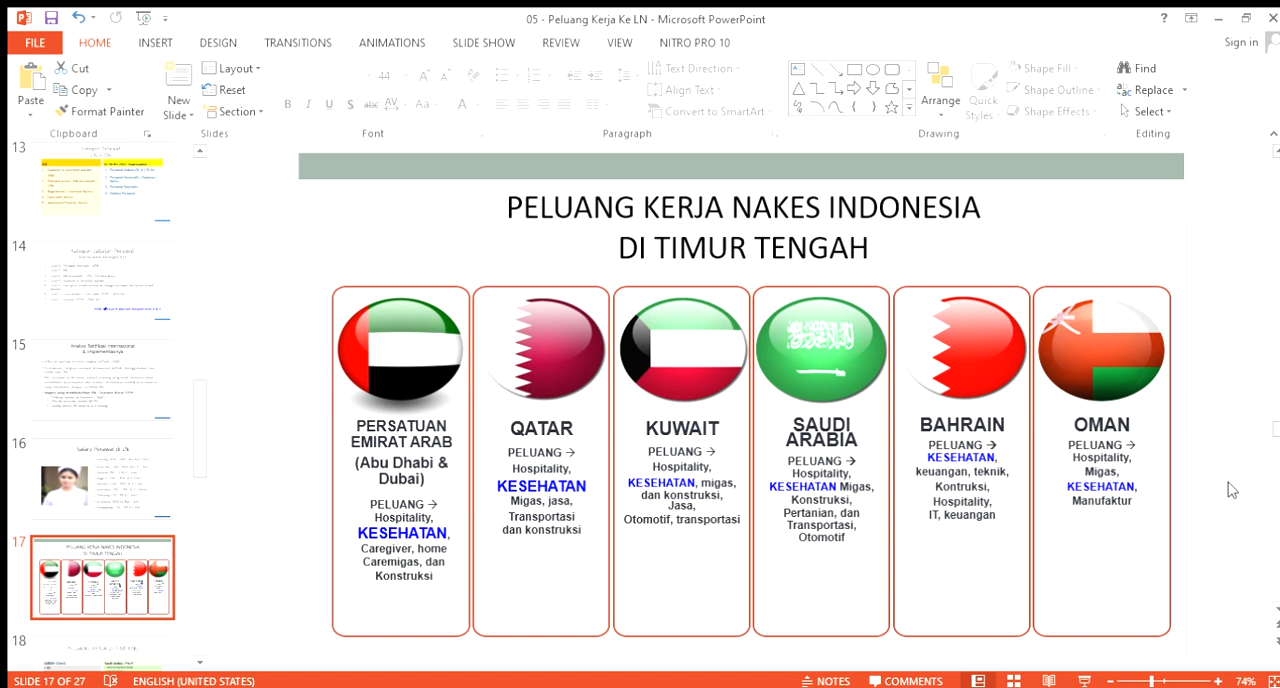 05 - Peluang Kerja Ke LN - Microsoft PowerPoint
FILE
HOME
INSERT
DESIGN
TRANSITIONS
ANIMATIONS
SLIDE SHOW
REVIEW
VIEW
NITRO PRO 10
Sign in
Paste
Cut
Copy
Format Painter
Clipboard
New
Slide
Layout
Reset
Section
Slides
44
Font
Text Direction
Align Text
Convert to SmartArt
Paragraph
Arrange
Quick
Styles
Shape Fill
Shape Outline
Shape Effects
Drawing
Find
Replace
Select
Editing
13
14
15
16
17
18
PELUANG KERJA NAKES INDONESIA
DI TIMUR TENGAH
PERSATUAN
EMIRAT ARAB
(Abu Dhabi &
Dubai)
PELUANG →
Hospitality,
KESEHATAN,
Caregiver, home
Caremigas, dan
Konstruksi
QATAR
PELUANG →
Hospitality,
KESEHATAN
Migas, jasa,
Transportasi
dan konstruksi
KUWAIT
PELUANG →
Hospitality,
KESEHATAN, migas,
dan konstruksi,
Jasa,
Otomotif, transportasi
SAUDI
ARABIA
PELUANG →
Hospitality,
KESEHATAN Migas,
Konstruksi,
Pertanian, dan
Transportasi,
Otomotif
BAHRAIN
PELUANG →
KESEHATAN,
keuangan, teknik,
Kontruksi,
Hospitality,
IT, keuangan
OMAN
PELUANG →
Hospitality,
Migas,
KESEHATAN,
Manufaktur
SLIDE 17 OF 27
ENGLISH (UNITED STATES)
NOTES
COMMENTS
74%